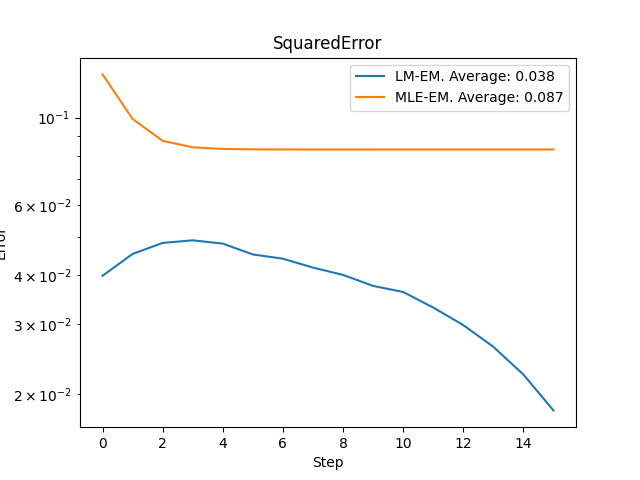 SquaredError
LM-EM. Average: 0.038
MLE-EM. Average: 0.087
10⁻¹
6 × 10⁻²
4 × 10⁻²
3 × 10⁻²
2 × 10⁻²
Error
0 2 4 6 8 10 12 14
Step